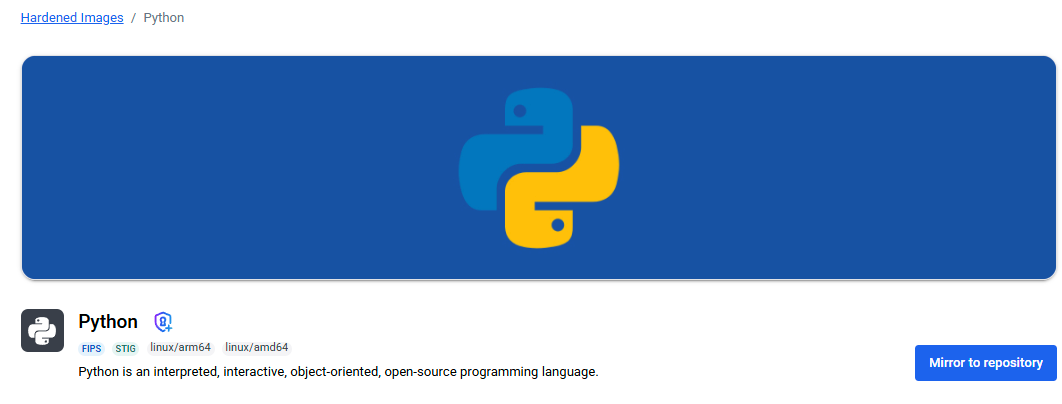 Hardened Images / Python
Python
FIPS STIG linux/arm64 linux/amd64
Python is an interpreted, interactive, object-oriented, open-source programming language.
Mirror to repository